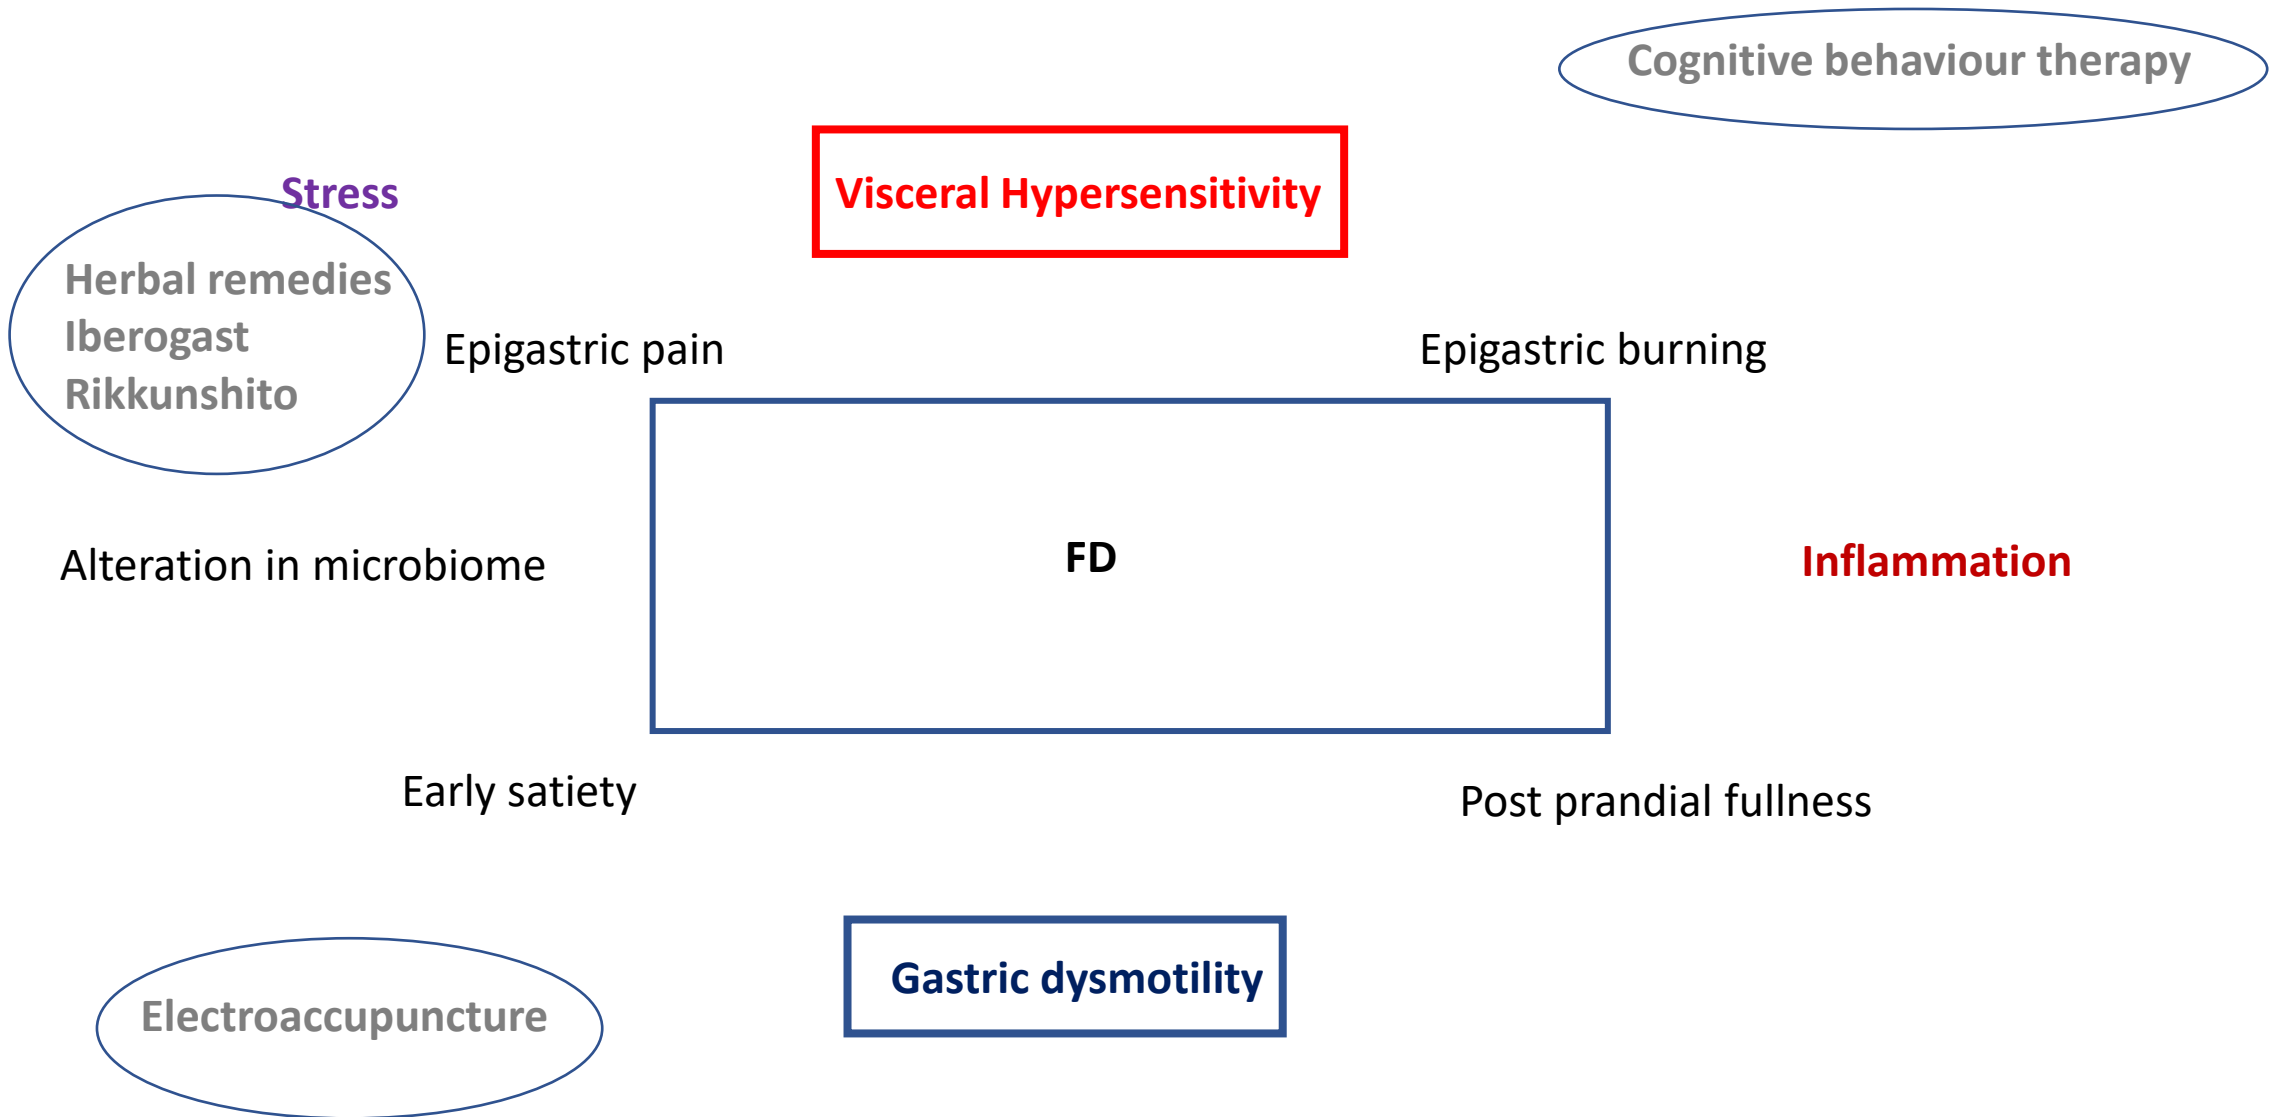 Cognitive behaviour therapy
Stress
Visceral Hypersensitivity
Herbal remedies
Iberogast
Rikkunshito
Epigastric pain
Epigastric burning
Alteration in microbiome
FD
Inflammation
Early satiety
Post prandial fullness
Gastric dysmotility
Electroaccupuncture